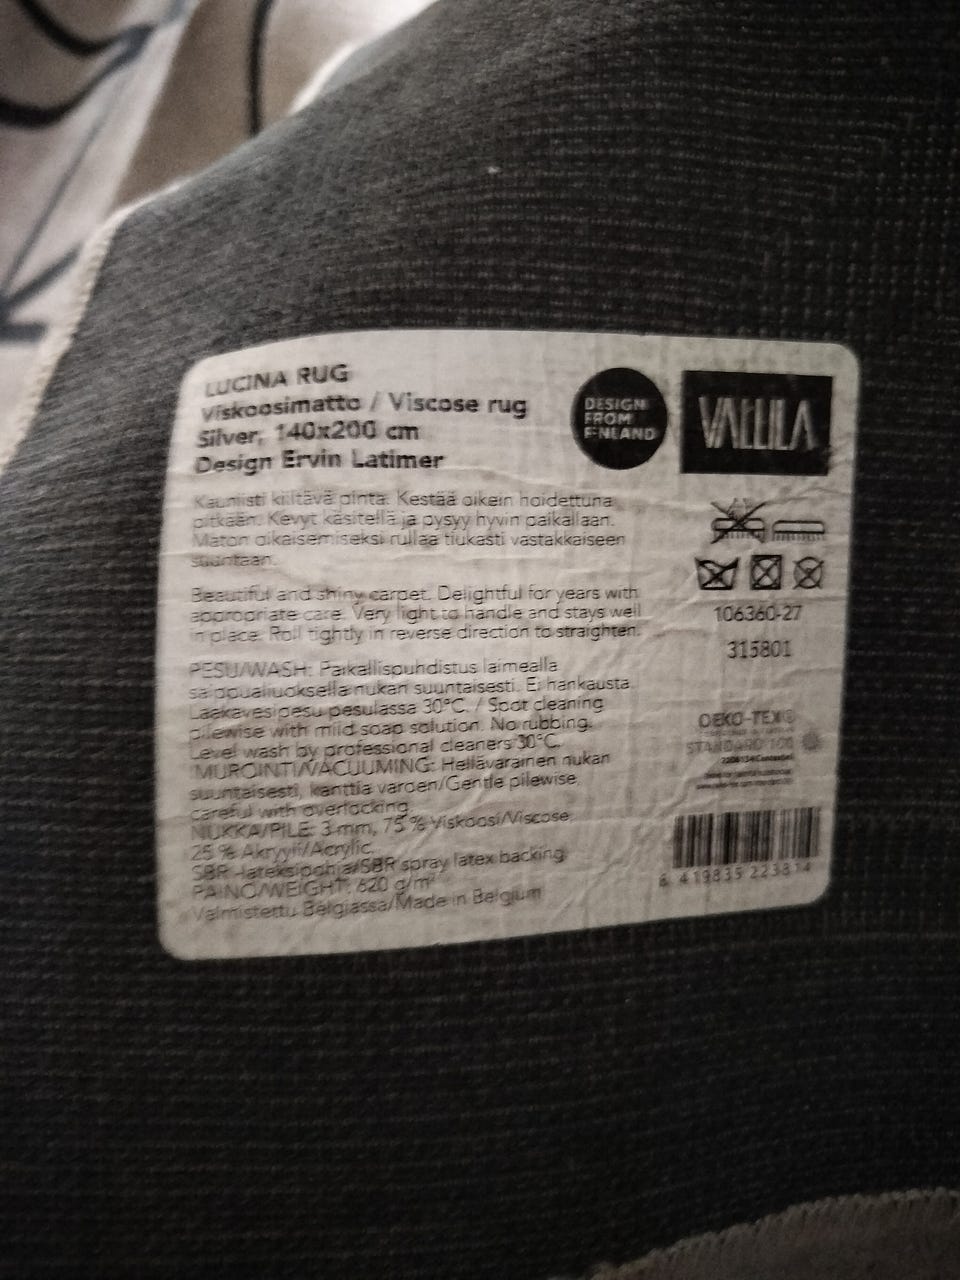 LUCINA RUG
Viskoosimatto / Viscose rug
Silver, 140x200 cm
Design Ervin Latimer
DESIGN
FROM
FINLAND
VALLILA
Kauniisti kiiltävä pinta. Kestää oikein hoidettuna
pitkään. Kevyt käsitellä ja pysyy hyvin paikallaan.
Maton oikaisemiseksi rullaa tiukasti vastakkaiseen
suuntaan.
Beautiful and shiny carpet. Delightful for years with
appropriate care. Very light to handle and stays well
in place. Roll tightly in reverse direction to straighten.
PESU/WASH: Paikallispuhdistus laimealla
saippualiuoksella nukan suuntaisesti. Ei hankausta.
Laakavesipesu pesulassa 30°C. / Spot cleaning
pilewise with mild soap solution. No rubbing.
Level wash by professional cleaners 30°C.
IMUROINTI/VACUUMING: Hellävarainen nukan
suuntaisesti, kanttia varoen/Gentle pilewise,
careful with overlocking.
NUKKA/PILE: 3 mm, 75 % Viskoosi/Viscose,
25 % Akryyli/Acrylic.
SBR -lateksipohja/SBR spray latex backing
PAINO/WEIGHT: 620 g/m²
Valmistettu Belgiassa/Made in Belgium
106360-27
315801
OEKO-TEX®
STANDARD 100
6 419835 223814